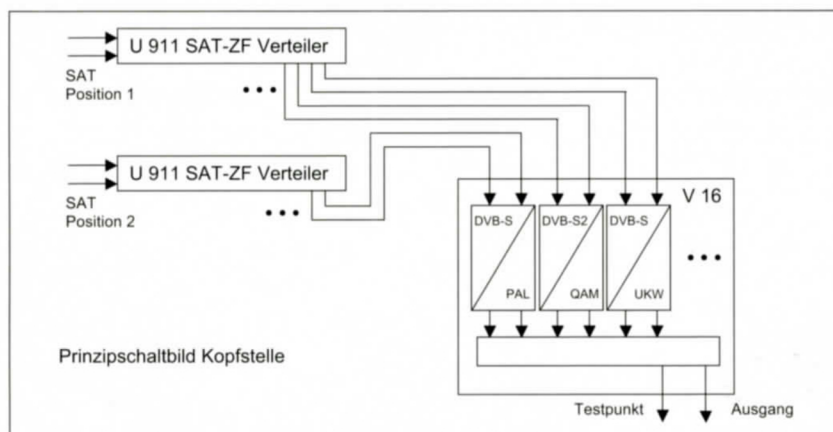 U 911 SAT-ZF Verteiler
SAT
Position 1
U 911 SAT-ZF Verteiler
SAT
Position 2
V 16
DVB-S
DVB-S2
DVB-S
PAL
QAM
UKW
Prinzipschaltbild Kopfstelle
Testpunkt
Ausgang